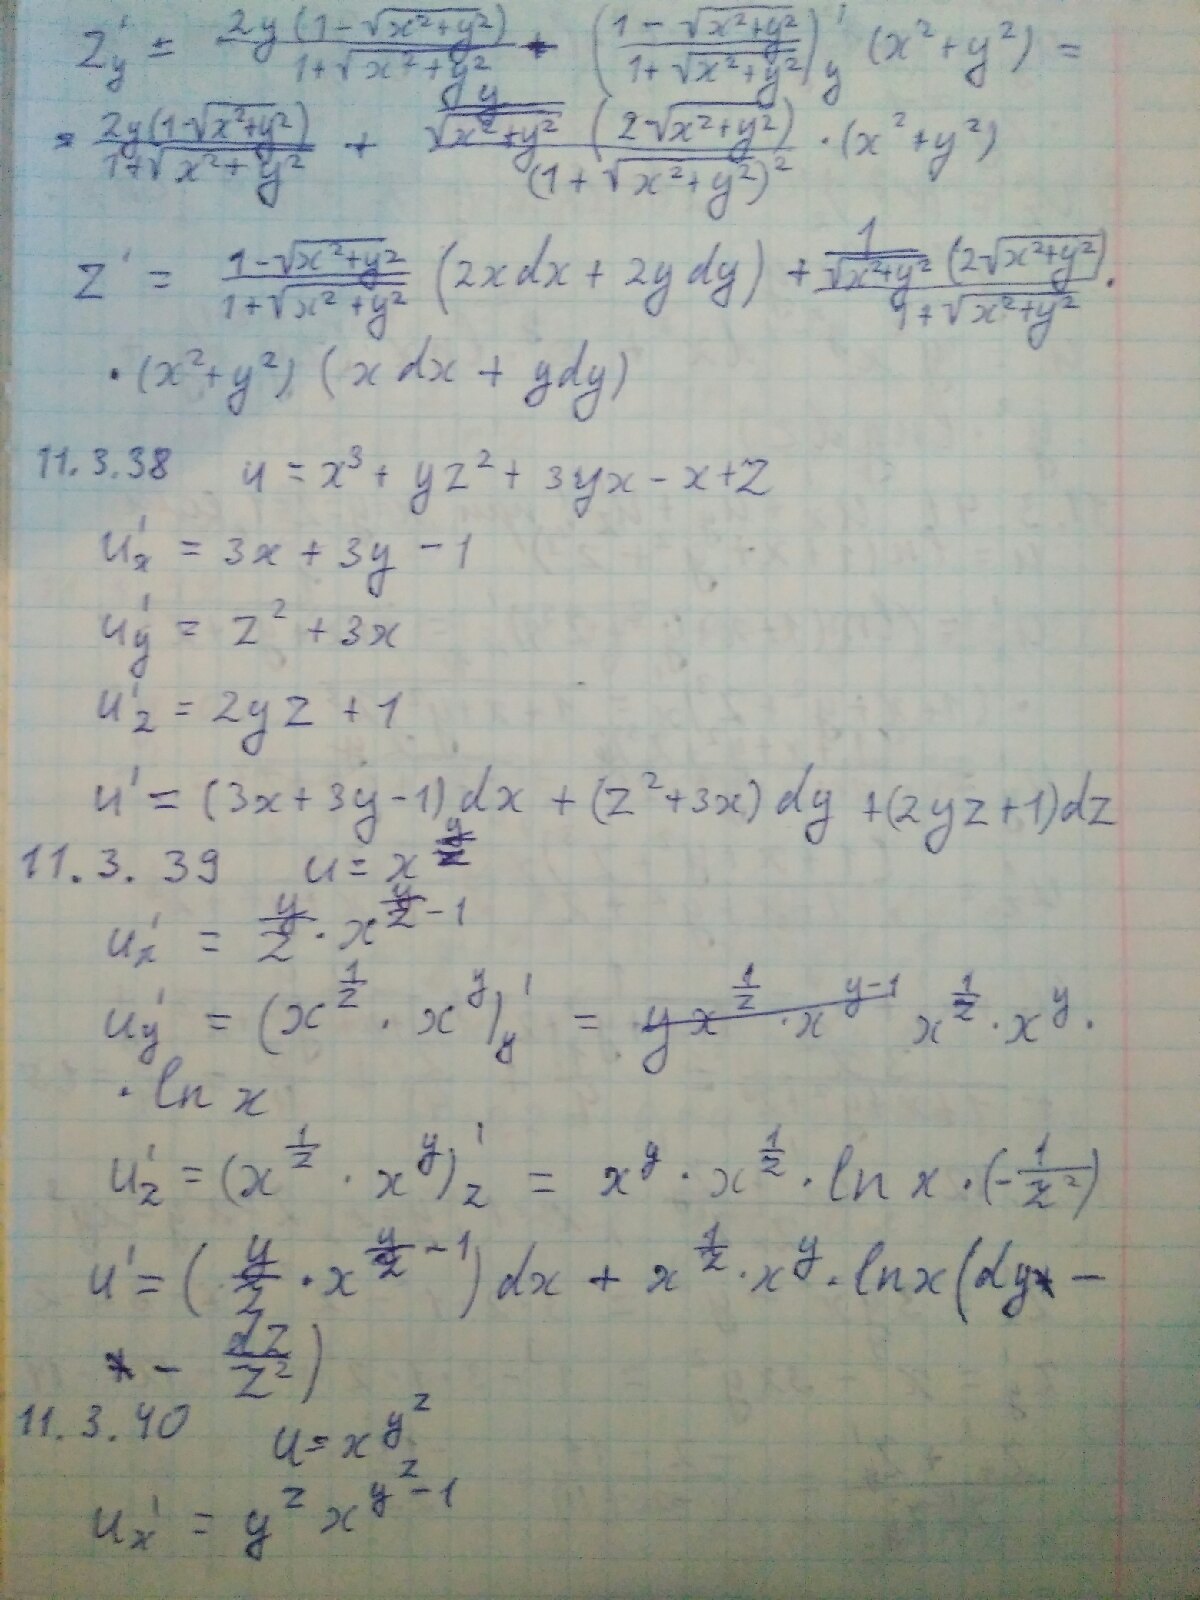 z'_y = \frac{2y(1-\sqrt{x^2+y^2})}{1+\sqrt{x^2+y^2}} + \left(\frac{1-\sqrt{x^2+y^2}}{1+\sqrt{x^2+y^2}}\right)'_y (x^2+y^2) =
= \frac{2y(1-\sqrt{x^2+y^2})}{1+\sqrt{x^2+y^2}} + \frac{\frac{y}{\sqrt{x^2+y^2}}(2\sqrt{x^2+y^2})}{(1+\sqrt{x^2+y^2})^2} \cdot (x^2+y^2)
z' = \frac{1-\sqrt{x^2+y^2}}{1+\sqrt{x^2+y^2}} (2xdx + 2ydy) + \frac{\frac{1}{\sqrt{x^2+y^2}}(2\sqrt{x^2+y^2})}{1+\sqrt{x^2+y^2}} \cdot
\cdot (x^2+y^2) (xdx + ydy)
11.3.38 u = x^3 + yz^2 + 3yx - x + z
u'_x = 3x + 3y - 1
u'_y = z^2 + 3x
u'_z = 2yz + 1
u' = (3x+3y-1)dx + (z^2+3x)dy + (2yz+1)dz
11.3.39 u = x^{\frac{y}{z}}
u'_x = \frac{y}{z} \cdot x^{\frac{y}{z}-1}
u'_y = (x^{\frac{1}{z}} \cdot x^y)'_y = x^{\frac{1}{z}} \cdot x^y \cdot
\cdot ln x
u'_z = (x^{\frac{1}{z}} \cdot x^y)'_z = x^y \cdot x^{\frac{1}{z}} \cdot ln x \cdot (-\frac{1}{z^2})
u' = (\frac{y}{z} \cdot x^{\frac{y}{z}-1})dx + x^{\frac{1}{z}} \cdot x^y \cdot lnx (dy -
- \frac{dz}{z^2})
11.3.40 u = x^{y^z}
u'_x = y^z x^{y^z-1}